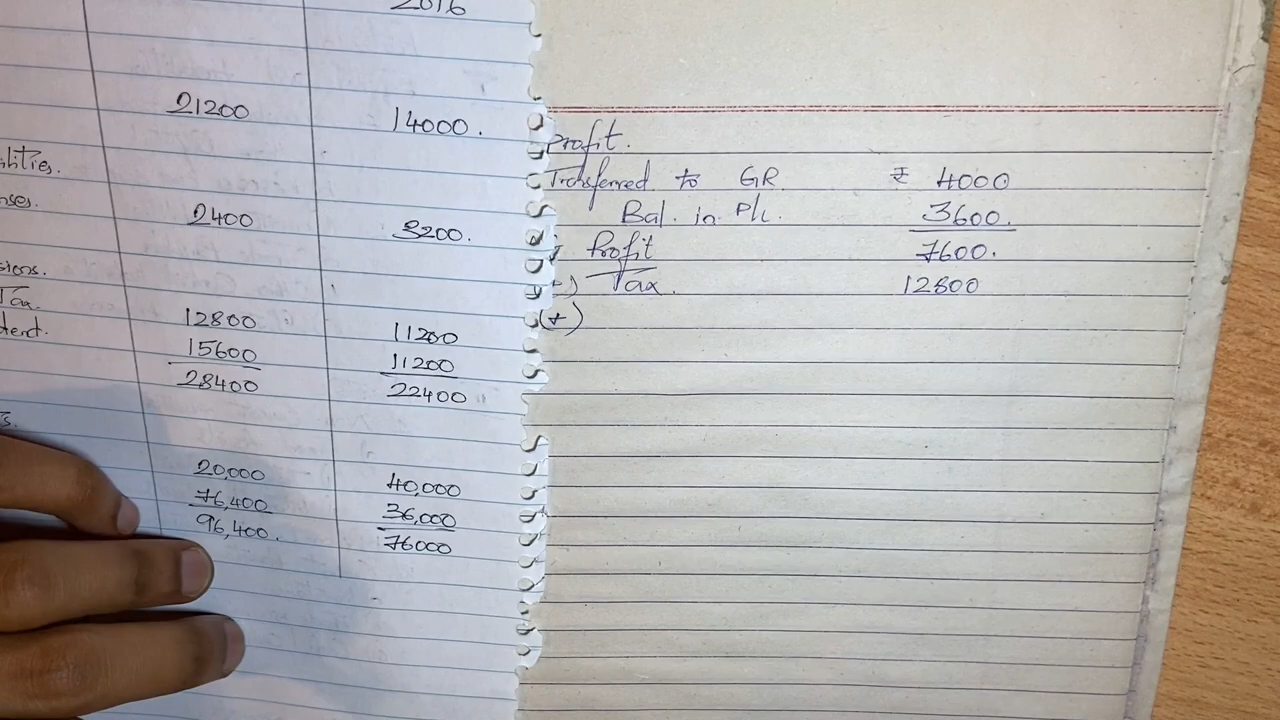 2016
21200 14000.
2400 3200.
Tax. 12800 11200
15600 11200
28400 22400
20,000 40,000
76,400 36,000
96,400. 76000
Profit.
Transferred to GR. ₹ 4000
Bal. in P/L. 3600.
Profit 7600.
Tax. 12800
(+)